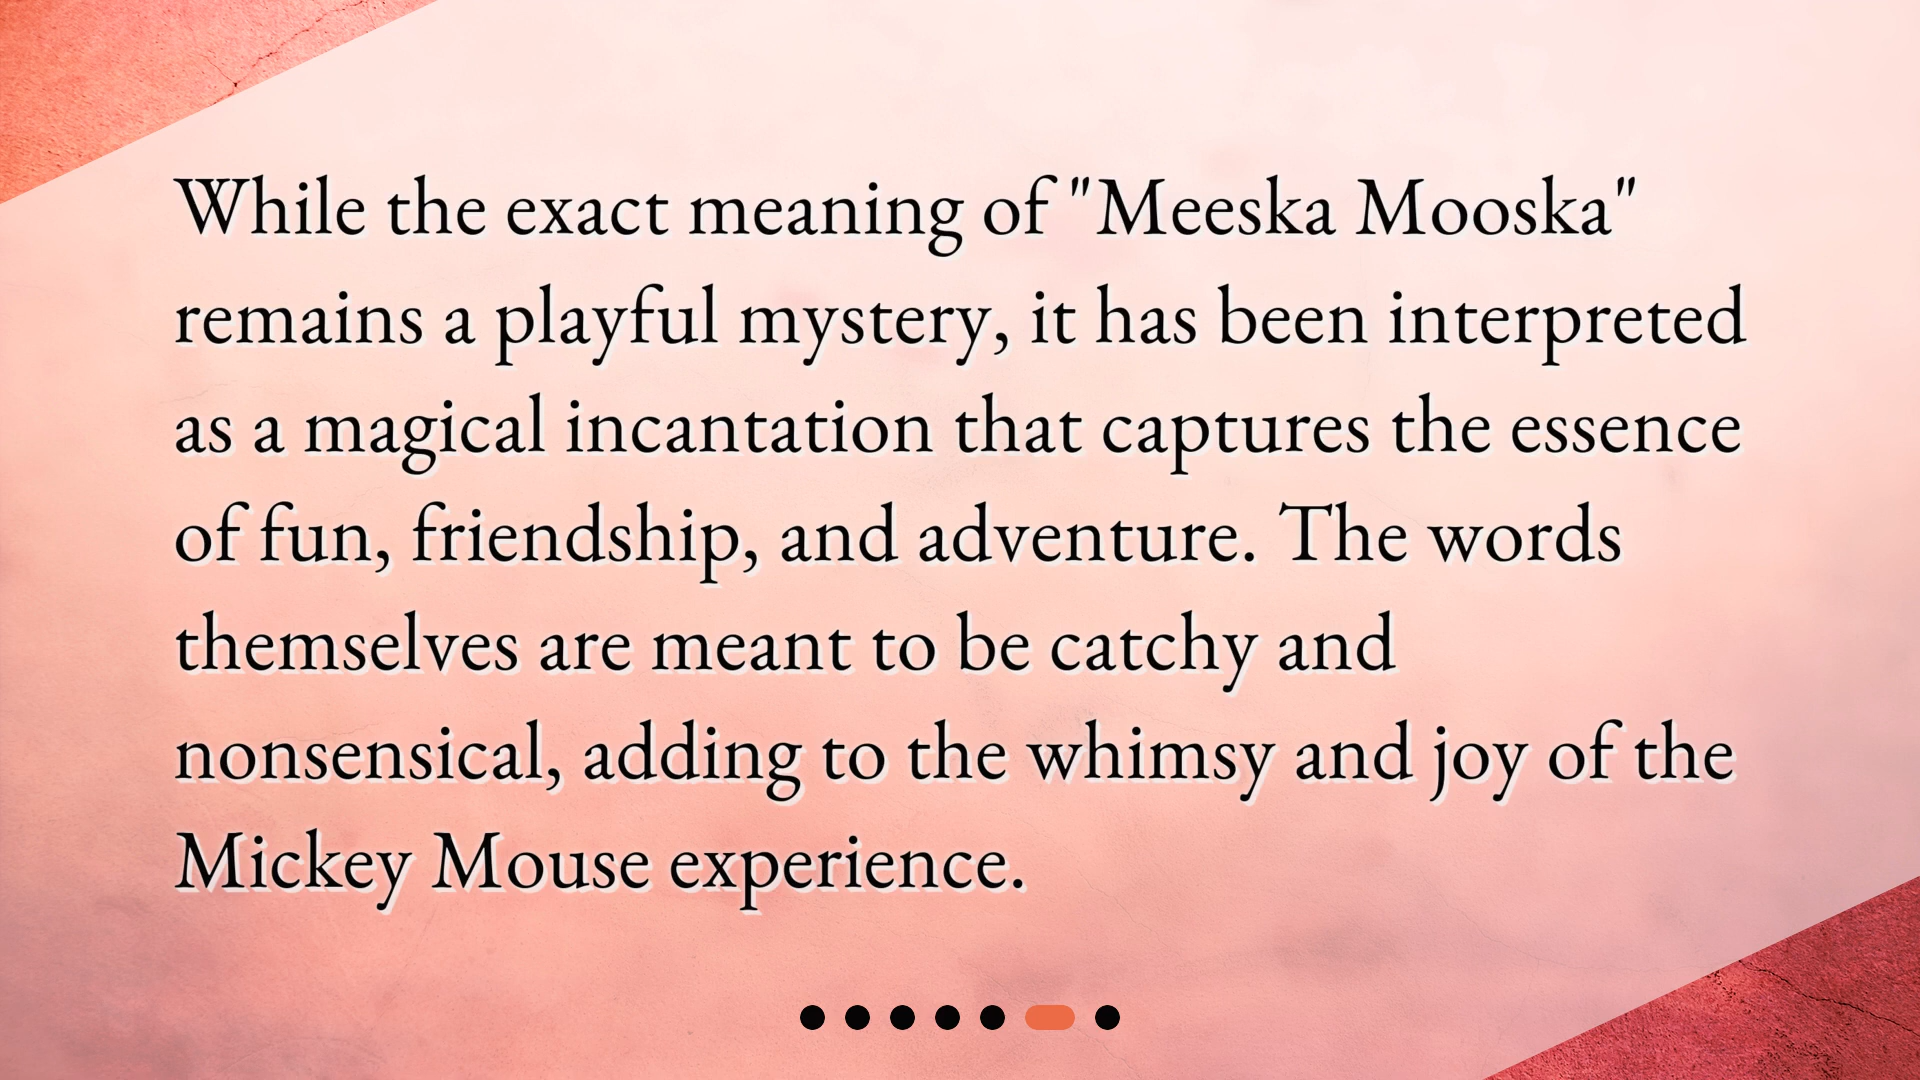 While the exact meaning of "Meeska Mooska"
remains a playful mystery, it has been interpreted
as a magical incantation that captures the essence
of fun, friendship, and adventure. The words
themselves are meant to be catchy and
nonsensical, adding to the whimsy and joy of the
Mickey Mouse experience.